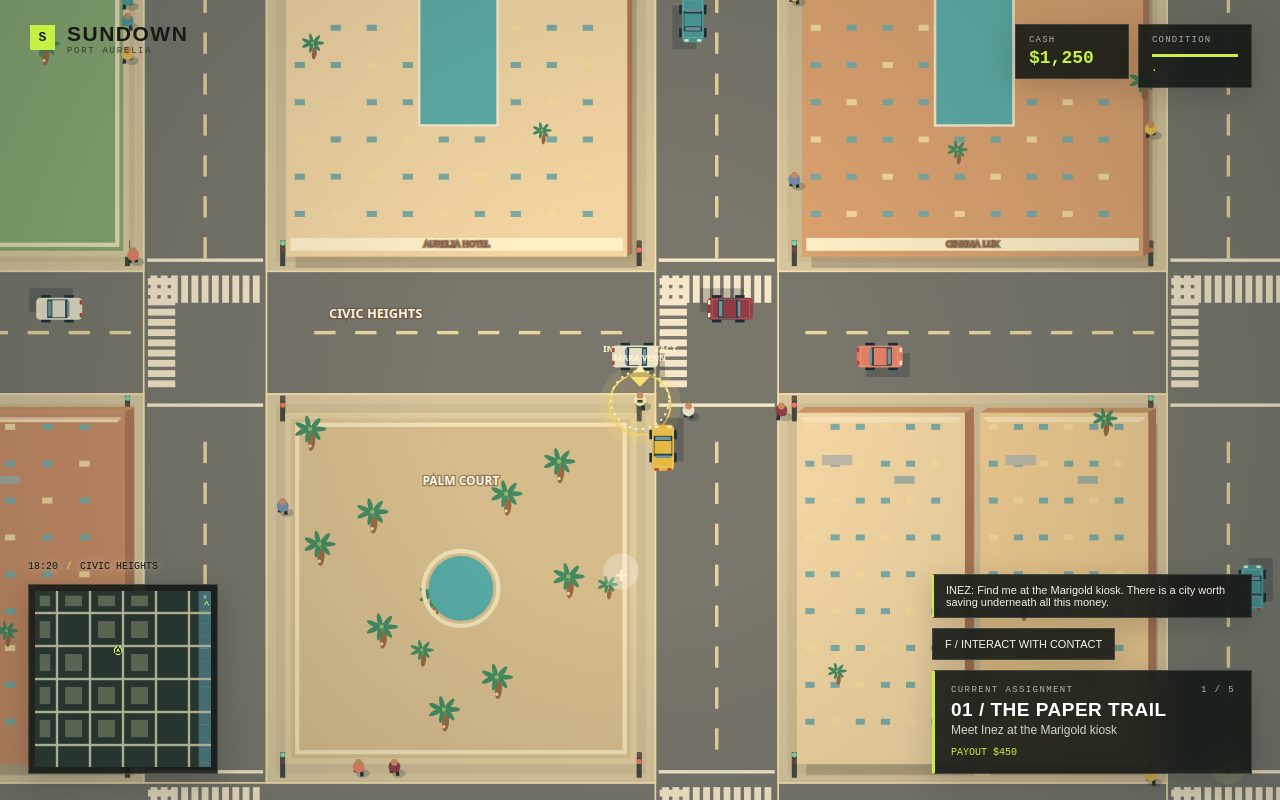 S
SUNDOWN
PORT AURELIA
CASH
$1,250
CONDITION
AURELIA HOTEL
CINEMA LUX
CIVIC HEIGHTS
PALM COURT
18:20 / CIVIC HEIGHTS
N
INEZ: Find me at the Marigold kiosk. There is a city worth
saving underneath all this money.
F / INTERACT WITH CONTACT
CURRENT ASSIGNMENT
1 / 5
01 / THE PAPER TRAIL
Meet Inez at the Marigold kiosk
PAYOUT $450